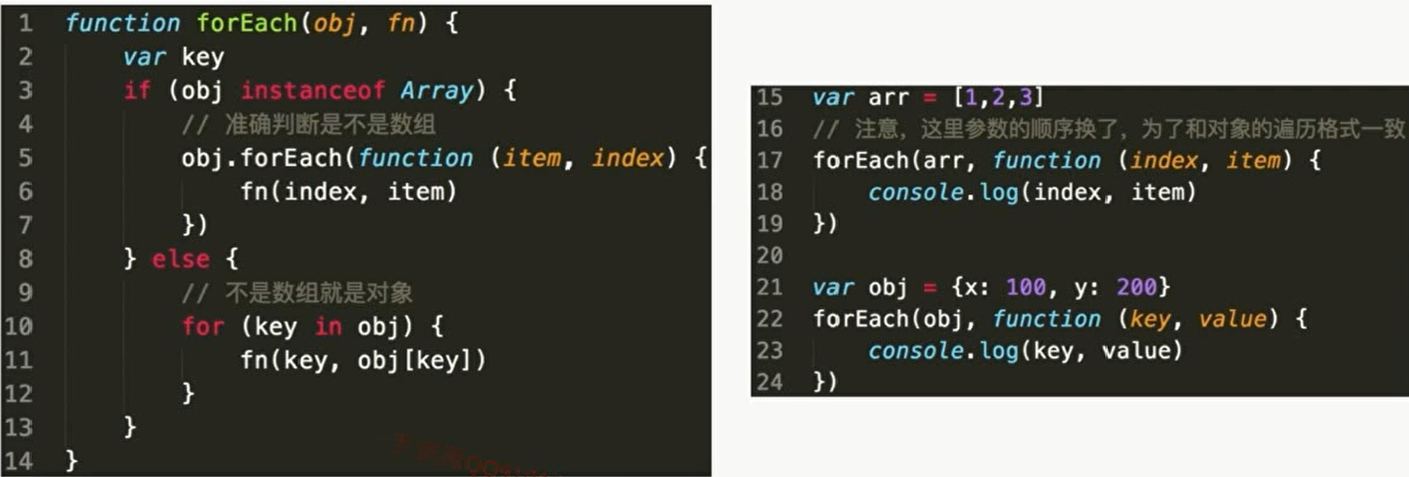 1 function forEach(obj, fn) {
2 var key
3 if (obj instanceof Array) {
4 // 准确判断是不是数组
5 obj.forEach(function (item, index) {
6 fn(index, item)
7 })
8 } else {
9 // 不是数组就是对象
10 for (key in obj) {
11 fn(key, obj[key])
12 }
13 }
14 }
15 var arr = [1,2,3]
16 // 注意，这里参数的顺序换了，为了和对象的遍历格式一致
17 forEach(arr, function (index, item) {
18 console.log(index, item)
19 })
20
21 var obj = {x: 100, y: 200}
22 forEach(obj, function (key, value) {
23 console.log(key, value)
24 })